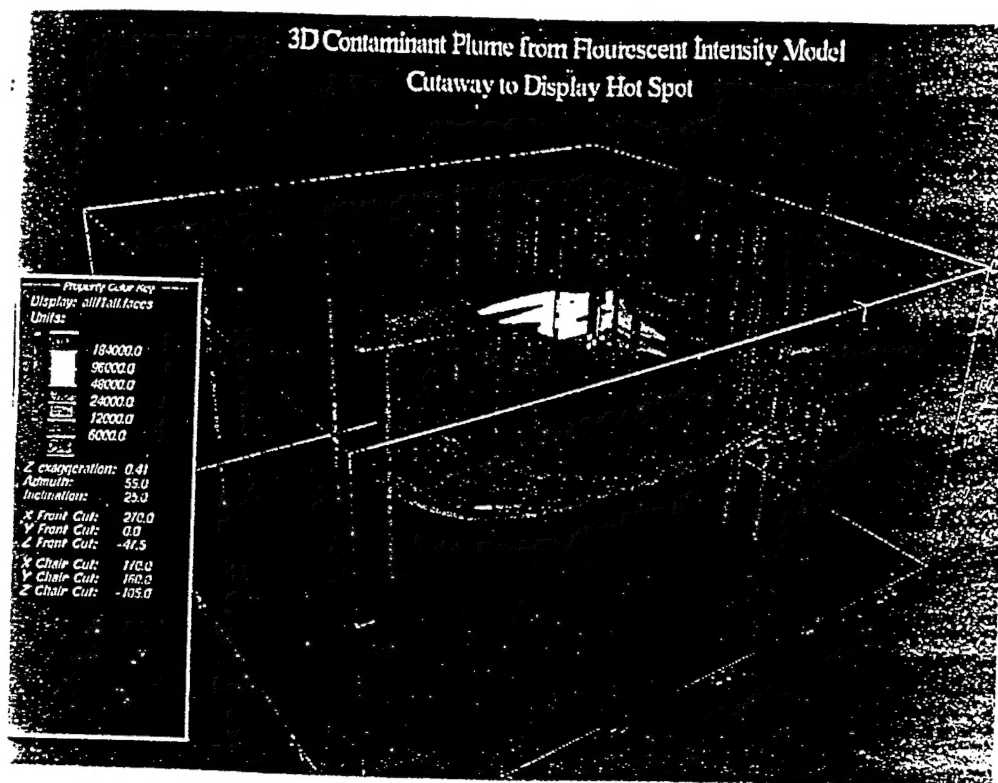 3D Contaminant Plume from Flourescent Intensity Model
Cutaway to Display Hot Spot
Property Color Key
Display: all/1all.faces
Units:
184000.0
96000.0
48000.0
24000.0
12000.0
6000.0
Z exaggeration: 0.41
Azimuth: 55.0
Inclination: 25.0
X Front Cut: 270.0
Y Front Cut: 0.0
Z Front Cut: -47.5
X Chair Cut: 170.0
Y Chair Cut: 160.0
Z Chair Cut: -105.0